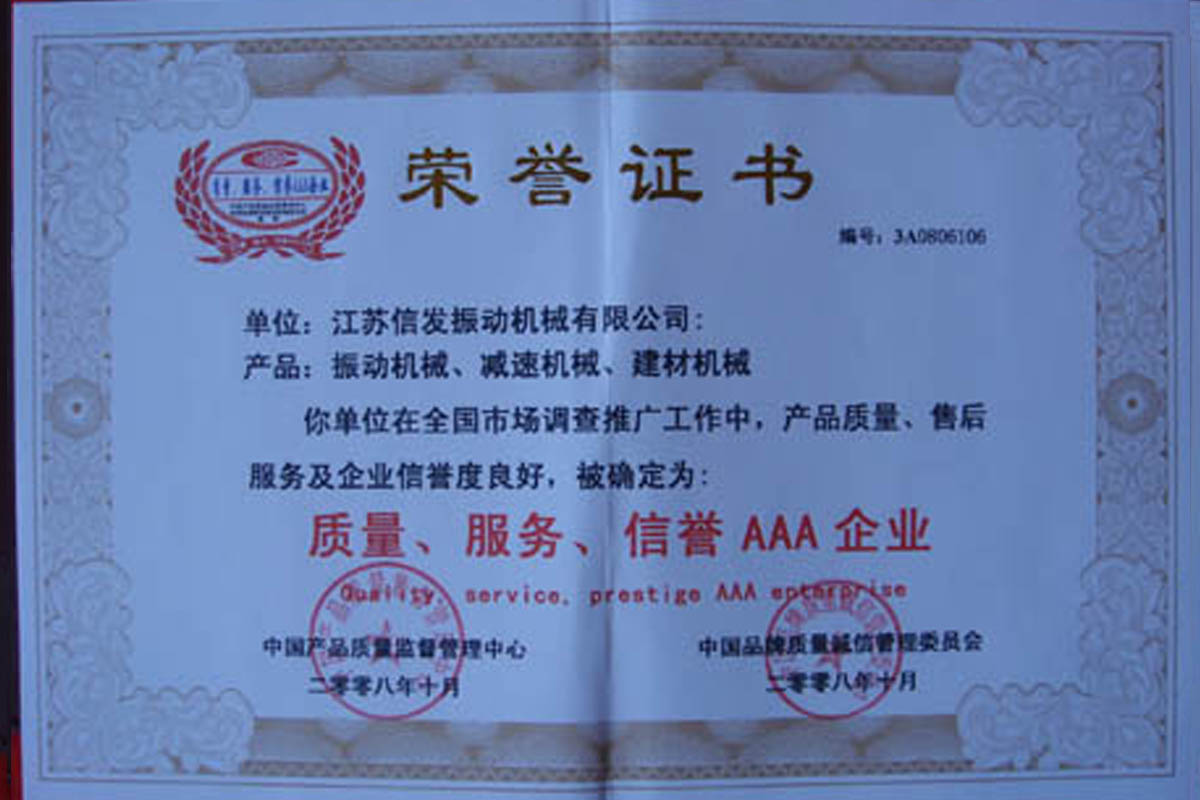 荣誉证书
编号：3A0806106
单位：江苏信发振动机械有限公司：
产品：振动机械、减速机械、建材机械
你单位在全国市场调查推广工作中，产品质量、售后
服务及企业信誉度良好，被确定为：
质量、服务、信誉 AAA 企业
Quality, service, prestige AAA enterprise
中国产品质量监督管理中心
中国品牌质量誠信管理委员会
二零零八年十月
二零零八年十月